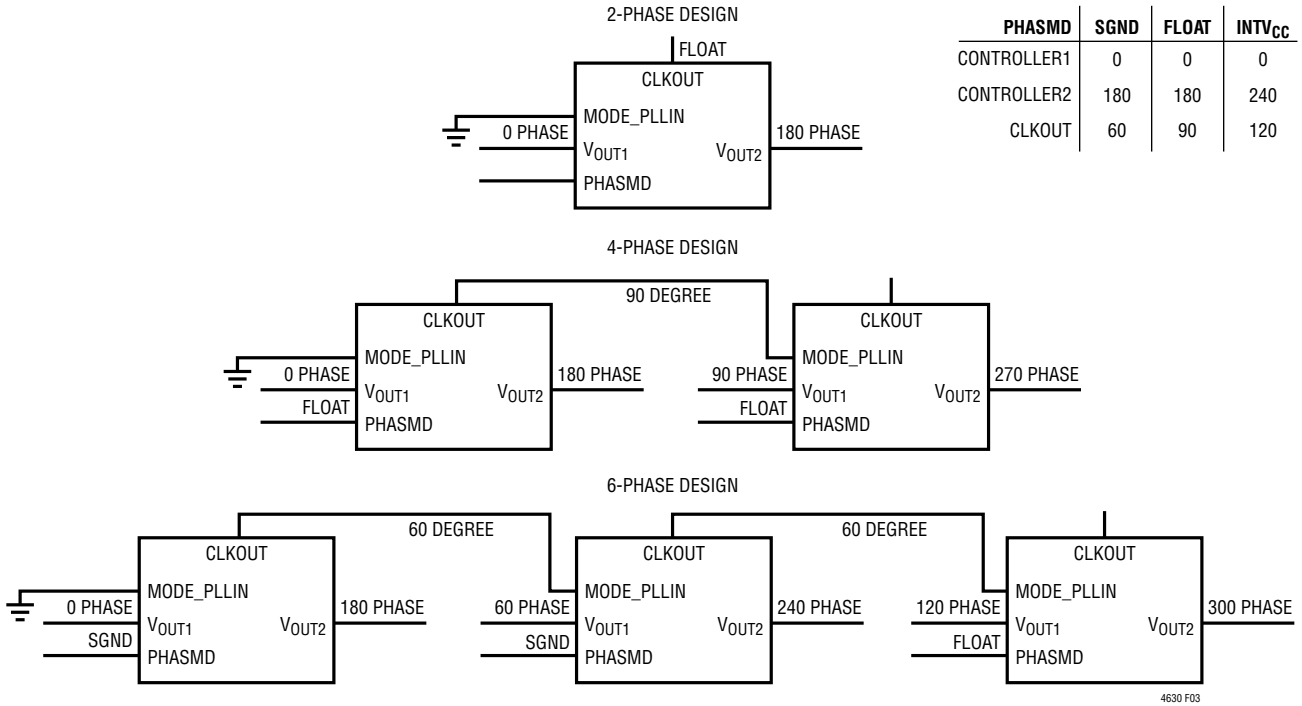 2-PHASE DESIGN
FLOAT
CLKOUT
MODE_PLLIN
0 PHASE
VOUT1
VOUT2
180 PHASE
PHASMD
PHASMD SGND FLOAT INTVCC
CONTROLLER1 0 0 0
CONTROLLER2 180 180 240
CLKOUT 60 90 120
4-PHASE DESIGN
90 DEGREE
CLKOUT
MODE_PLLIN
0 PHASE
VOUT1
VOUT2
180 PHASE
FLOAT
PHASMD
CLKOUT
MODE_PLLIN
90 PHASE
VOUT1
VOUT2
270 PHASE
FLOAT
PHASMD
6-PHASE DESIGN
60 DEGREE
60 DEGREE
CLKOUT
MODE_PLLIN
0 PHASE
VOUT1
VOUT2
180 PHASE
SGND
PHASMD
CLKOUT
MODE_PLLIN
60 PHASE
VOUT1
VOUT2
240 PHASE
SGND
PHASMD
CLKOUT
MODE_PLLIN
120 PHASE
VOUT1
VOUT2
300 PHASE
FLOAT
PHASMD
4630 F03